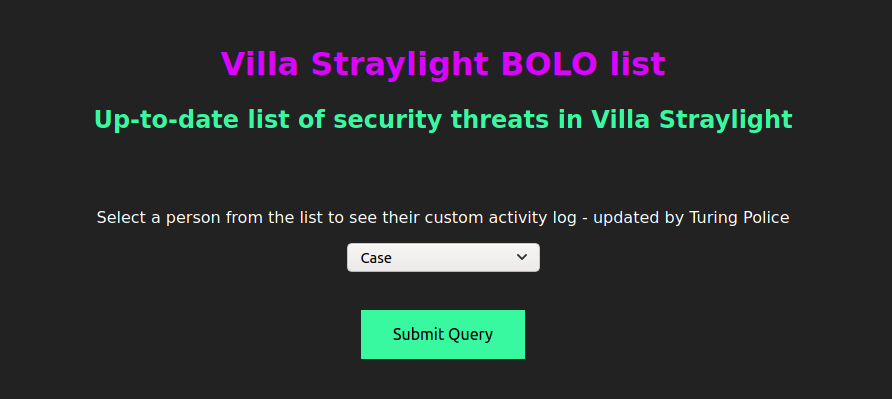 Villa Straylight BOLO list
Up-to-date list of security threats in Villa Straylight
Select a person from the list to see their custom activity log - updated by Turing Police
Case
Submit Query